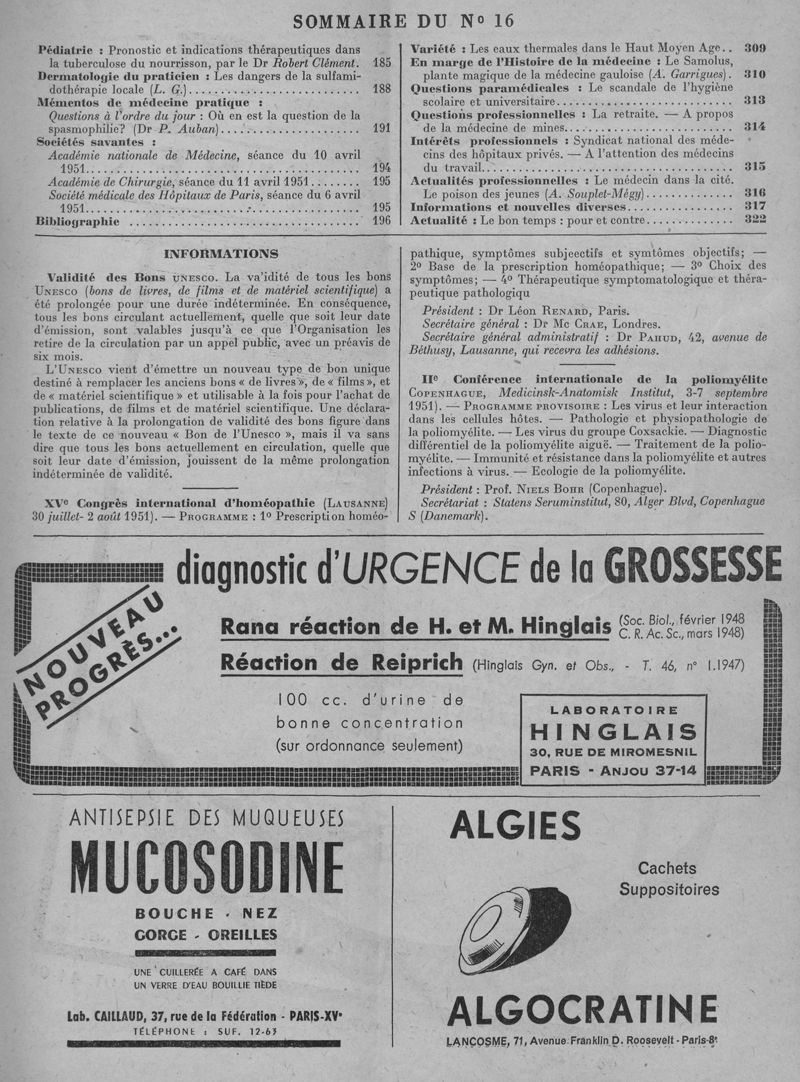 SOMMAIRE DU No 16
Pédiatrie : Pronostic et indications thérapeutiques dans
la tuberculose du nourrisson, par le Dr Robert Clément. 185
Dermatologie du praticien : Les dangers de la sulfami-
dothérapie locale (L. G.)........................ 188
Mémentos de médecine pratique :
Questions à l'ordre du jour : Où en est la question de la
spasmophilie? (Dr P. Auban)..................... 191
Sociétés savantes :
Académie nationale de Médecine, séance du 10 avril
1951........................................ 194
Académie de Chirurgie, séance du 11 avril 1951........ 195
Société médicale des Hôpitaux de Paris, séance du 6 avril
1951........................................ 195
Bibliographie .................................. 196
Variété : Les eaux thermales dans le Haut Moyen Age.. 309
En marge de l'Histoire de la médecine : Le Samolus,
plante magique de la médecine gauloise (A. Garrigues). 310
Questions paramédicales : Le scandale de l'hygiène
scolaire et universitaire.......................... 313
Questions professionnelles : La retraite. — A propos
de la médecine de mines.......................... 314
Intérêts professionnels : Syndicat national des méde-
cins des hôpitaux privés. — A l'attention des médecins
du travail...................................... 315
Actualités professionnelles : Le médecin dans la cité.
Le poison des jeunes (A. Souplet-Mégy)............. 316
Informations et nouvelles diverses............... 317
Actualité : Le bon temps : pour et contre............. 322
INFORMATIONS
Validité des Bons UNESCO. La va'idité de tous les bons
UNESCO (bons de livres, de films et de matériel scientifique) a
été prolongée pour une durée indéterminée. En conséquence,
tous les bons circulant actuellement, quelle que soit leur date
d'émission, sont valables jusqu'à ce que l'Organisation les
retire de la circulation par un appel public, avec un préavis de
six mois.
L'UNESCO vient d'émettre un nouveau type de bon unique
destiné à remplacer les anciens bons « de livres », de « films », et
de « matériel scientifique » et utilisable à la fois pour l'achat de
publications, de films et de matériel scientifique. Une déclara-
tion relative à la prolongation de validité des bons figure dans
le texte de ce nouveau « Bon de l'Unesco », mais il va sans
dire que tous les bons actuellement en circulation, quelle que
soit leur date d'émission, jouissent de la même prolongation
indéterminée de validité.
XVe Congrès international d'homéopathie (LAUSANNE)
30 juillet- 2 août 1951). — PROGRAMME : 1o Prescription homéo-
pathique, symptômes subjeectifs et symtômes objectifs; —
2o Base de la prescription homéopathique; — 3o Choix des
symptômes; — 4o Thérapeutique symptomatologique et théra-
peutique pathologiqu
Président : Dr Léon RENARD, Paris.
Secrétaire général : Dr Mc CRAE, Londres.
Secrétaire général administratif : Dr PAHUD, 42, avenue de
Béthusy, Lausanne, qui recevra les adhésions.
IIe Conférence internationale de la poliomyélite
COPENHAGUE, Medicinsk-Anatomisk Institut, 3-7 septembre
1951). — PROGRAMME PROVISOIRE : Les virus et leur interaction
dans les cellules hôtes. — Pathologie et physiopathologie de
la poliomyélite. — Les virus du groupe Coxsackie. — Diagnostic
différentiel de la poliomyélite aiguë. — Traitement de la polio-
myélite. — Immunité et résistance dans la poliomyélite et autres
infections à virus. — Ecologie de la poliomyélite.
Président : Prof. NIELS BOHR (Copenhague).
Secrétariat : Statens Seruminstitut, 80, Alger Blvd, Copenhague
S (Danemark).
diagnostic d'URGENCE de la GROSSESSE
NOUVEAU
PROGRÈS...
Rana réaction de H. et M. Hinglais (Soc. Biol., février 1948
C. R. Ac. Sc., mars 1948)
Réaction de Reiprich (Hinglais Gyn. et Obs., - T. 46, n° 1.1947)
100 cc. d'urine de
bonne concentration
(sur ordonnance seulement)
LABORATOIRE
HINGLAIS
30, RUE DE MIROMESNIL
PARIS - ANJOU 37-14
ANTISEPSIE DES MUQUEUSES
MUCOSODINE
BOUCHE - NEZ
GORGE - OREILLES
UNE CUILLERÉE A CAFÉ DANS
UN VERRE D'EAU BOUILLIE TIÈDE
Lab. CAILLAUD, 37, rue de la Fédération - PARIS-XVe
TÉLÉPHONE : SUF. 12-63
ALGIES
Cachets
Suppositoires
ALGOCRATINE
LANCOSME, 71, Avenue Franklin D. Roosevelt - Paris-8e